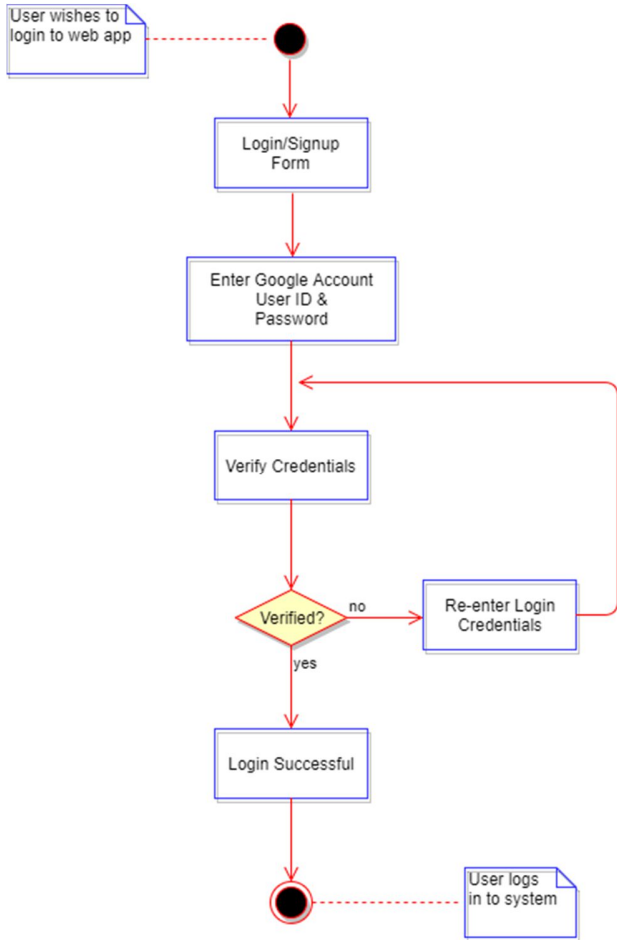 User wishes to
login to web app
Login/Signup
Form
Enter Google Account
User ID &
Password
Verify Credentials
Verified?
no
Re-enter Login
Credentials
yes
Login Successful
User logs
in to system